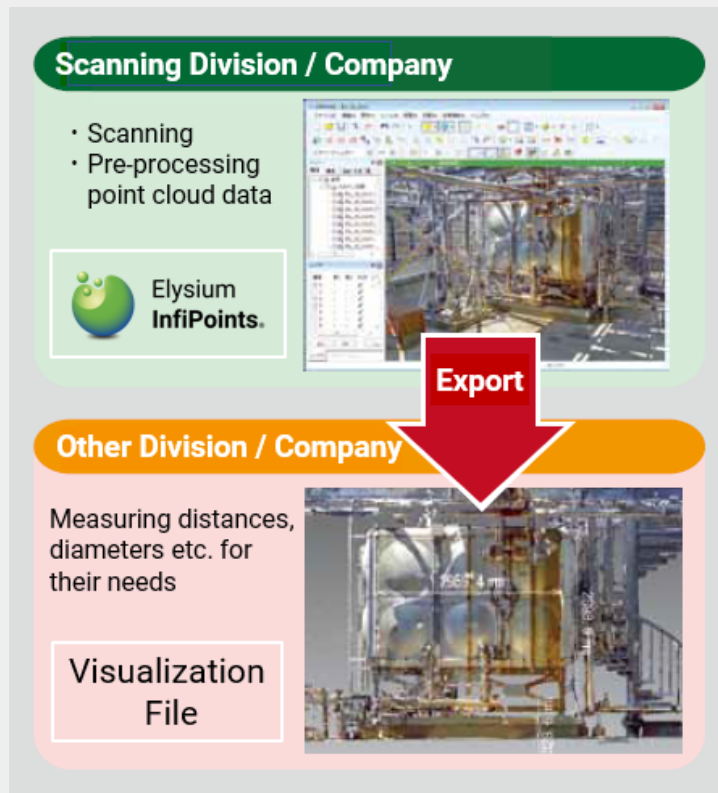 Scanning Division / Company
・Scanning
・Pre-processing
point cloud data
Elysium
InfiPoints.
Export
Other Division / Company
Measuring distances,
diameters etc. for
their needs
Visualization
File